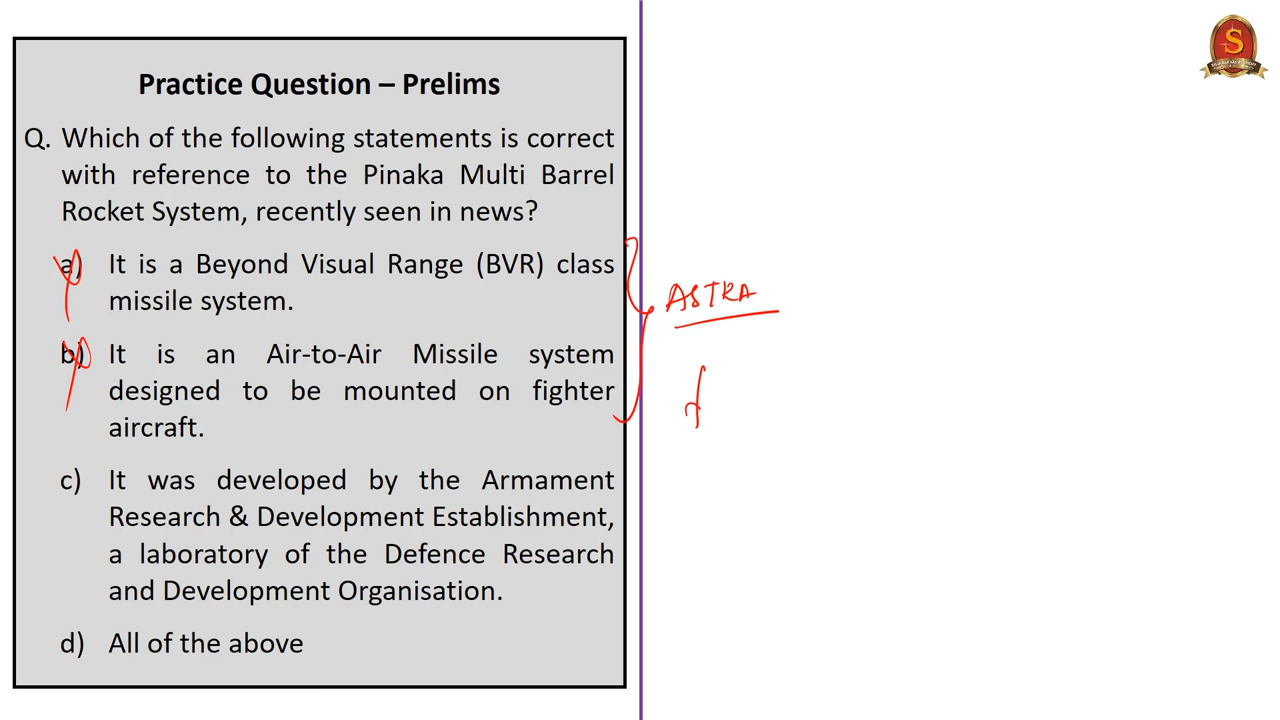 Practice Question – Prelims
Q. Which of the following statements is correct
with reference to the Pinaka Multi Barrel
Rocket System, recently seen in news?
a) It is a Beyond Visual Range (BVR) class
missile system.
b) It is an Air-to-Air Missile system
designed to be mounted on fighter
aircraft.
c) It was developed by the Armament
Research & Development Establishment,
a laboratory of the Defence Research
and Development Organisation.
d) All of the above
ASTRA
S